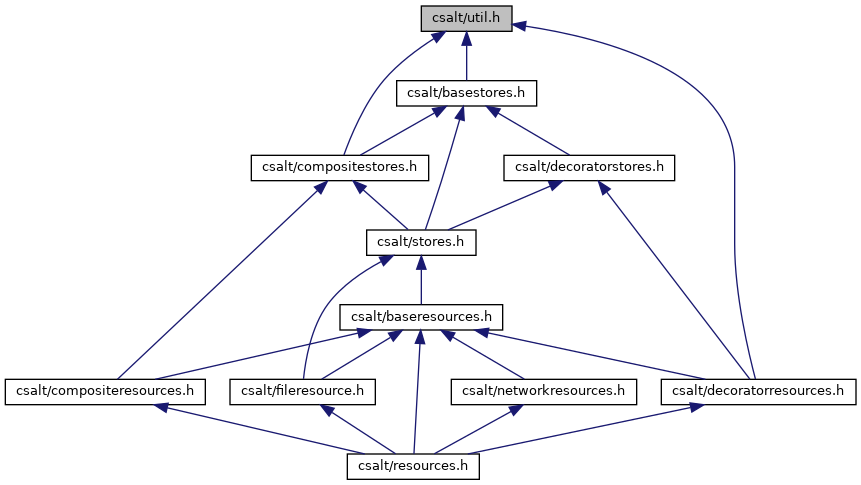 csalt/util.h
csalt/basestores.h
csalt/compositestores.h
csalt/decoratorstores.h
csalt/stores.h
csalt/baseresources.h
csalt/compositeresources.h
csalt/fileresource.h
csalt/networkresources.h
csalt/decoratorresources.h
csalt/resources.h